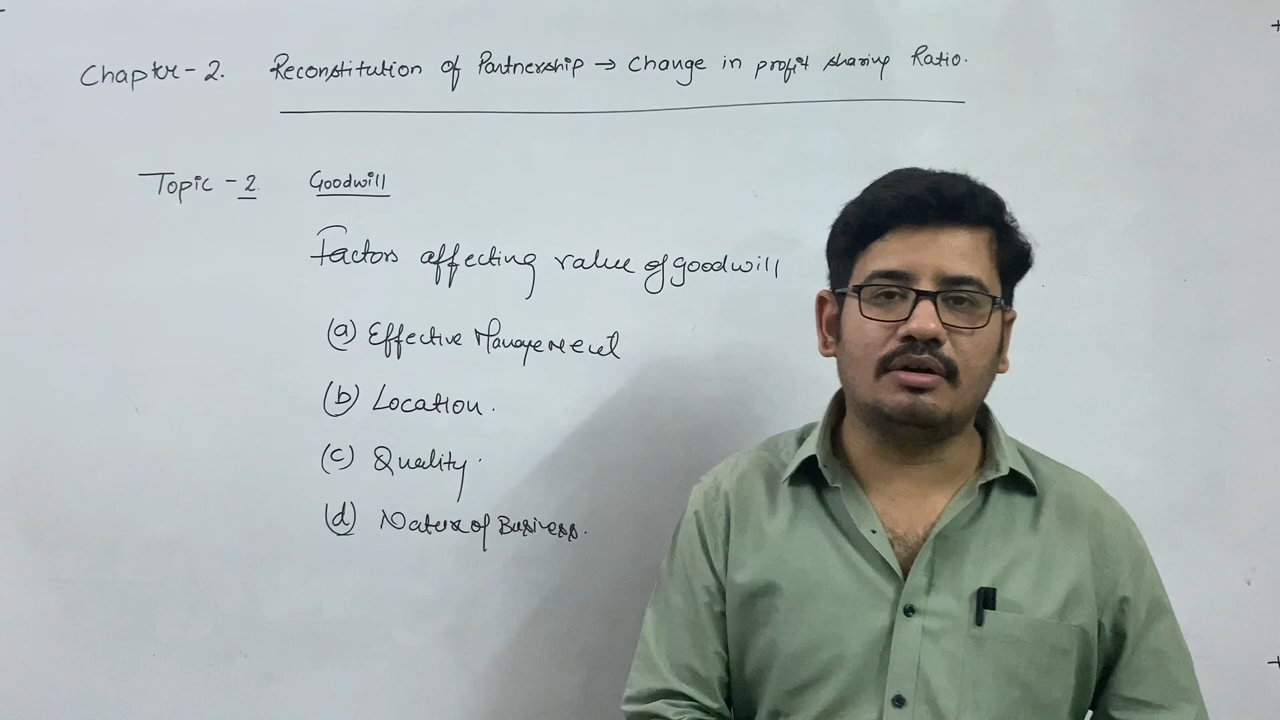 Chapter-2. Reconstitution of Partnership → Change in profit sharing Ratio.
Topic-2. Goodwill
Factors affecting value of goodwill
(a) Effective Management
(b) Location.
(c) Quality.
(d) Nature of Business.